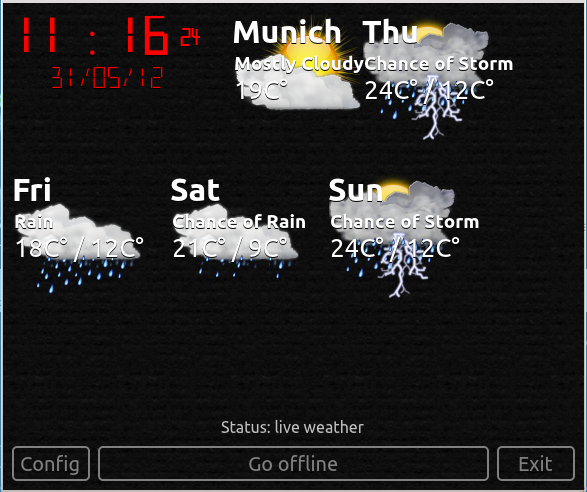 11 : 16 24
31/05/12
Munich
Mostly Cloudy
19C°
Thu
Chance of Storm
24C° / 12C°
Fri
Rain
18C° / 12C°
Sat
Chance of Rain
21C° / 9C°
Sun
Chance of Storm
24C° / 12C°
Status: live weather
Config
Go offline
Exit